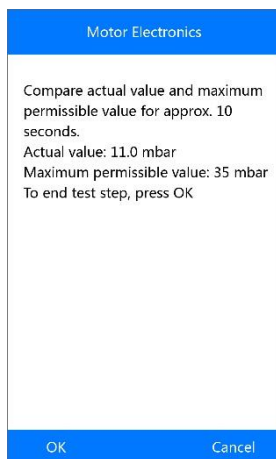 Motor Electronics
Compare actual value and maximum
permissible value for approx. 10
seconds.
Actual value: 11.0 mbar
Maximum permissible value: 35 mbar
To end test step, press OK
OK
Cancel